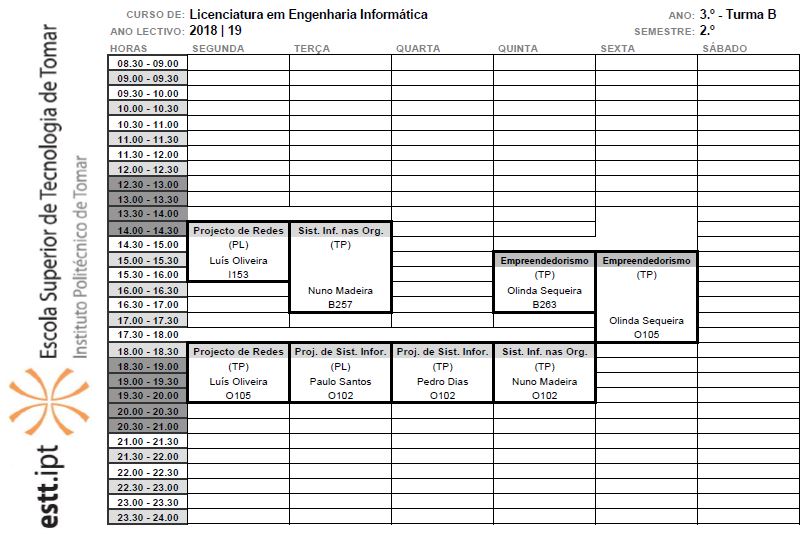 CURSO DE: Licenciatura em Engenharia Informática ANO: 3.º - Turma B
ANO LECTIVO: 2018 | 19 SEMESTRE: 2.º
HORAS SEGUNDA TERÇA QUARTA QUINTA SEXTA SÁBADO
08.30 - 09.00
09.00 - 09.30
09.30 - 10.00
10.00 - 10.30
10.30 - 11.00
11.00 - 11.30
11.30 - 12.00
12.00 - 12.30
12.30 - 13.00
13.00 - 13.30
13.30 - 14.00
14.00 - 14.30 Projecto de Redes Sist. Inf. nas Org.
14.30 - 15.00 (PL) (TP)
15.00 - 15.30 Luís Oliveira Empreendedorismo Empreendedorismo
15.30 - 16.00 I153 (TP) (TP)
16.00 - 16.30 Nuno Madeira Olinda Sequeira
16.30 - 17.00 B257 B263
17.00 - 17.30 Olinda Sequeira
17.30 - 18.00 O105
18.00 - 18.30 Projecto de Redes Proj. de Sist. Infor. Proj. de Sist. Infor. Sist. Inf. nas Org.
18.30 - 19.00 (TP) (PL) (TP) (TP)
19.00 - 19.30 Luís Oliveira Paulo Santos Pedro Dias Nuno Madeira
19.30 - 20.00 O105 O102 O102 O102
20.00 - 20.30
20.30 - 21.00
21.00 - 21.30
21.30 - 22.00
22.00 - 22.30
22.30 - 23.00
23.00 - 23.30
23.30 - 24.00
Escola Superior de Tecnologia de Tomar
Instituto Politécnico de Tomar
estt.ipt